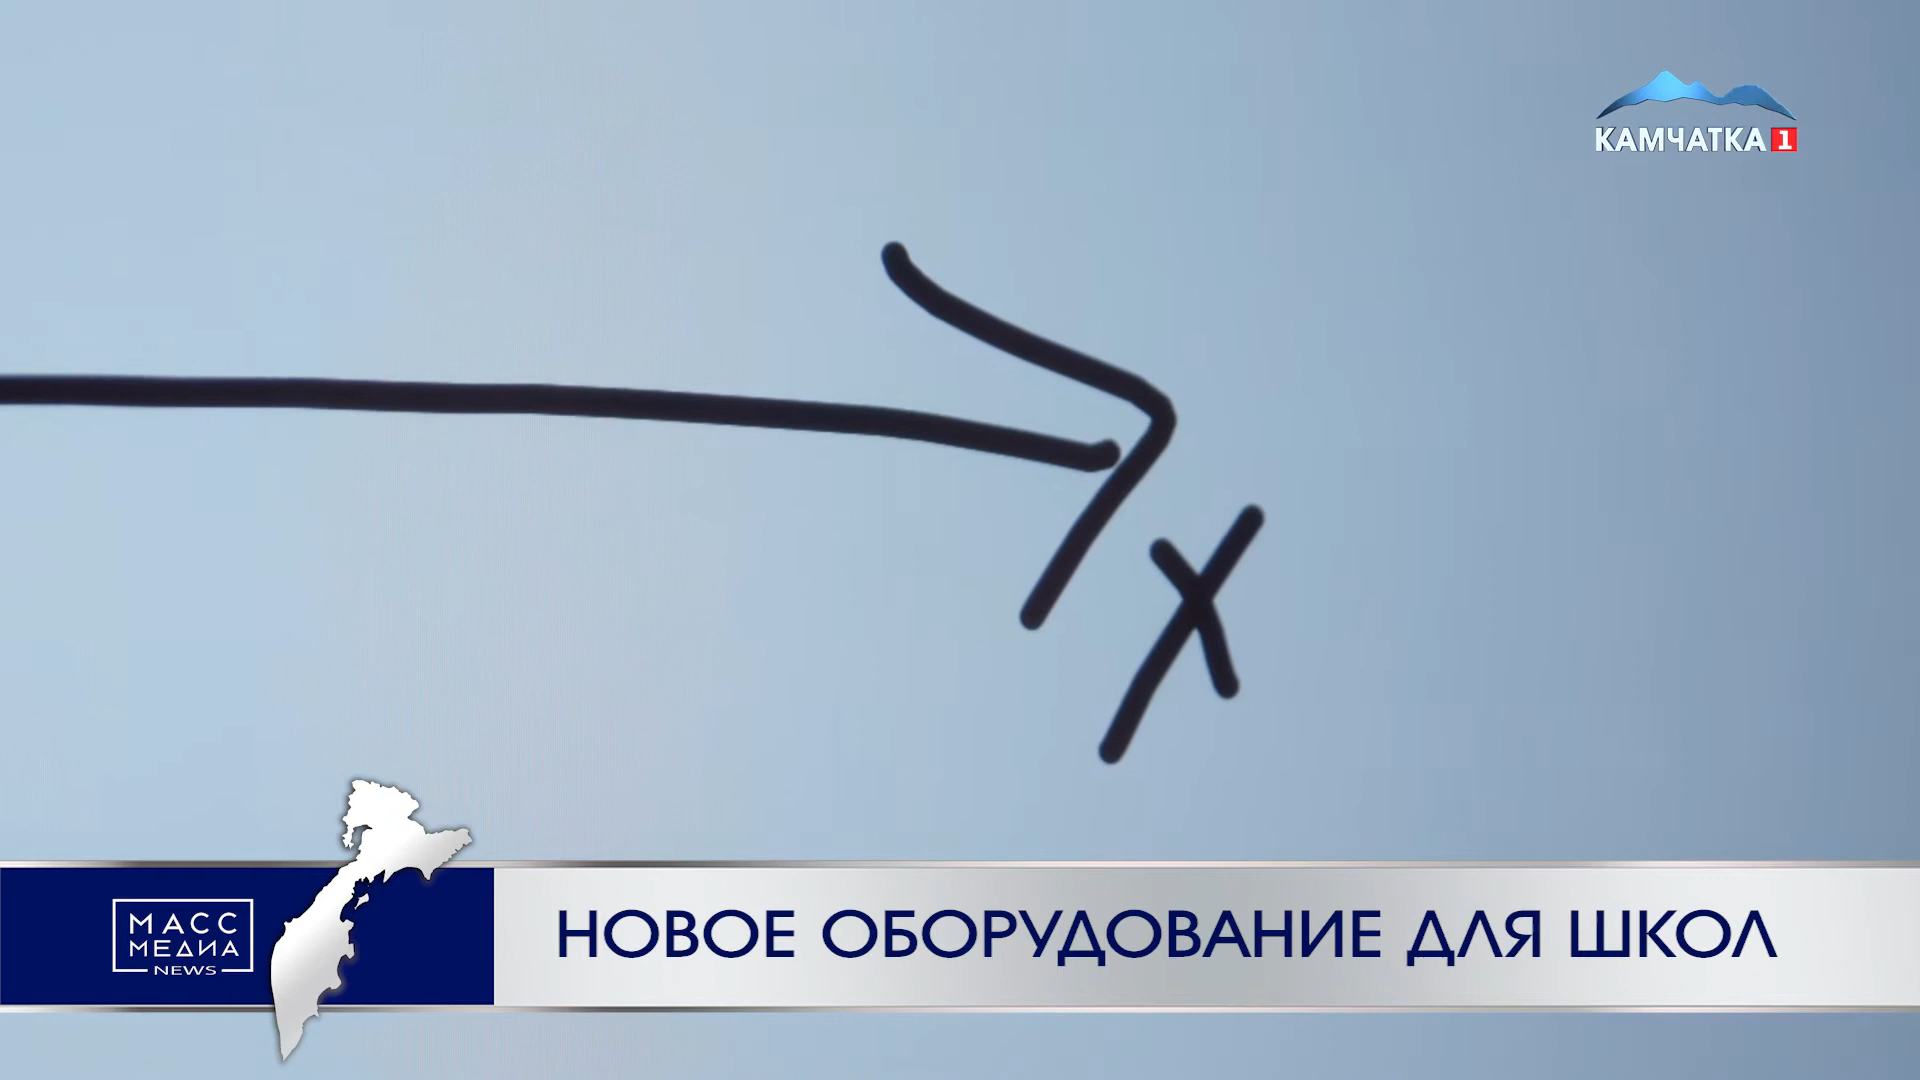 КАМЧАТКА 1
x
МАСС
МЕДИА
NEWS
НОВОЕ ОБОРУДОВАНИЕ ДЛЯ ШКОЛ